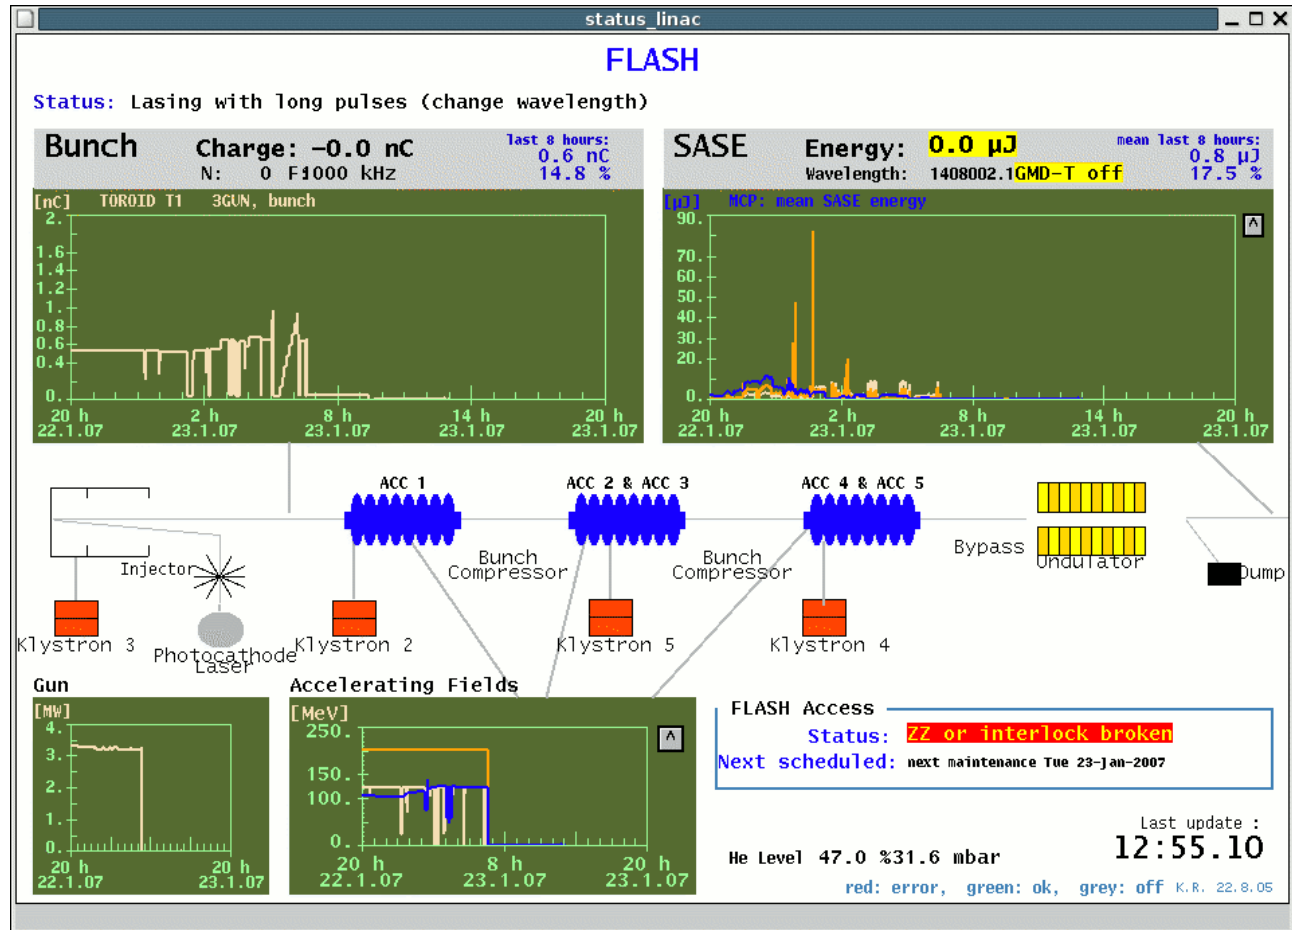 status_linac
FLASH
Status: Lasing with long pulses (change wavelength)
Bunch
Charge: -0.0 nC
N: 0 F:1000 kHz
last 8 hours:
0.6 nC
14.8 %
SASE
Energy: 0.0 µJ
Wavelength: 1408002.1 GMD-T off
mean last 8 hours:
0.8 µJ
17.5 %
[nC] TOROID T1 3GUN, bunch
2.
1.6
1.4
1.2
1.
0.8
0.6
0.4
0.
20 h 2 h 8 h 14 h 20 h
22.1.07 23.1.07 23.1.07 23.1.07 23.1.07
[µJ] MCP: mean SASE energy
^
90.
70.
60.
50.
40.
30.
20.
0.
20 h 2 h 8 h 14 h 20 h
22.1.07 23.1.07 23.1.07 23.1.07 23.1.07
ACC 1
ACC 2 & ACC 3
ACC 4 & ACC 5
Injector
Bunch
Compressor
Bunch
Compressor
Bypass
Undulator
Dump
Klystron 3
Photocathode
Laser
Klystron 2
Klystron 5
Klystron 4
Gun
[MW]
4.
3.
2.
1.
0.
20 h 20 h
22.1.07 23.1.07
Accelerating Fields
[MeV]
^
250.
150.
100.
0.
20 h 8 h 20 h
22.1.07 23.1.07 23.1.07
FLASH Access
Status: ZZ or interlock broken
Next scheduled: next maintenance Tue 23-jan-2007
Last update :
12:55.10
He Level 47.0 %31.6 mbar
red: error, green: ok, grey: off K.R. 22.8.05